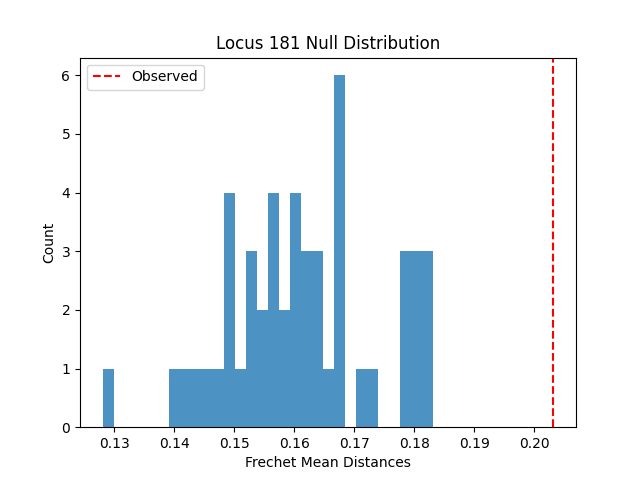 Locus 181 Null Distribution
Observed
6
5
4
3
2
1
0
Count
0.13 0.14 0.15 0.16 0.17 0.18 0.19 0.20
Frechet Mean Distances